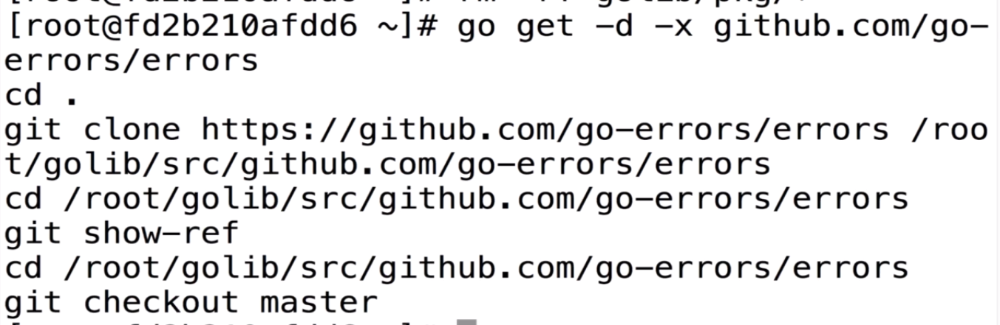 [root@fd2b210afdd6 ~]# go get -d -x github.com/go-
errors/errors
cd .
git clone https://github.com/go-errors/errors /roo
t/golib/src/github.com/go-errors/errors
cd /root/golib/src/github.com/go-errors/errors
git show-ref
cd /root/golib/src/github.com/go-errors/errors
git checkout master